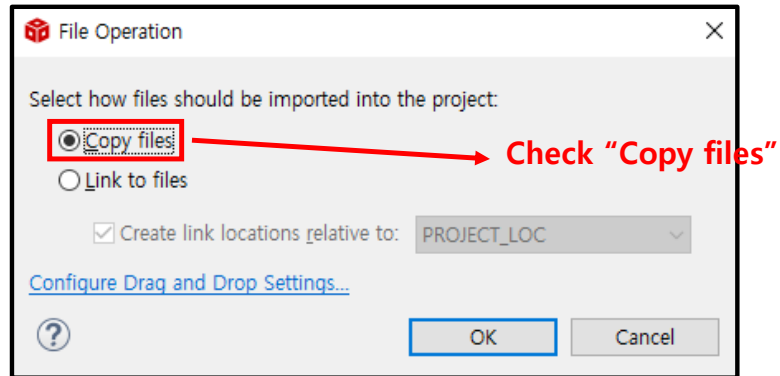 File Operation
Select how files should be imported into the project:
Copy files
Check “Copy files”
Link to files
Create link locations relative to: PROJECT_LOC
Configure Drag and Drop Settings...
?
OK Cancel